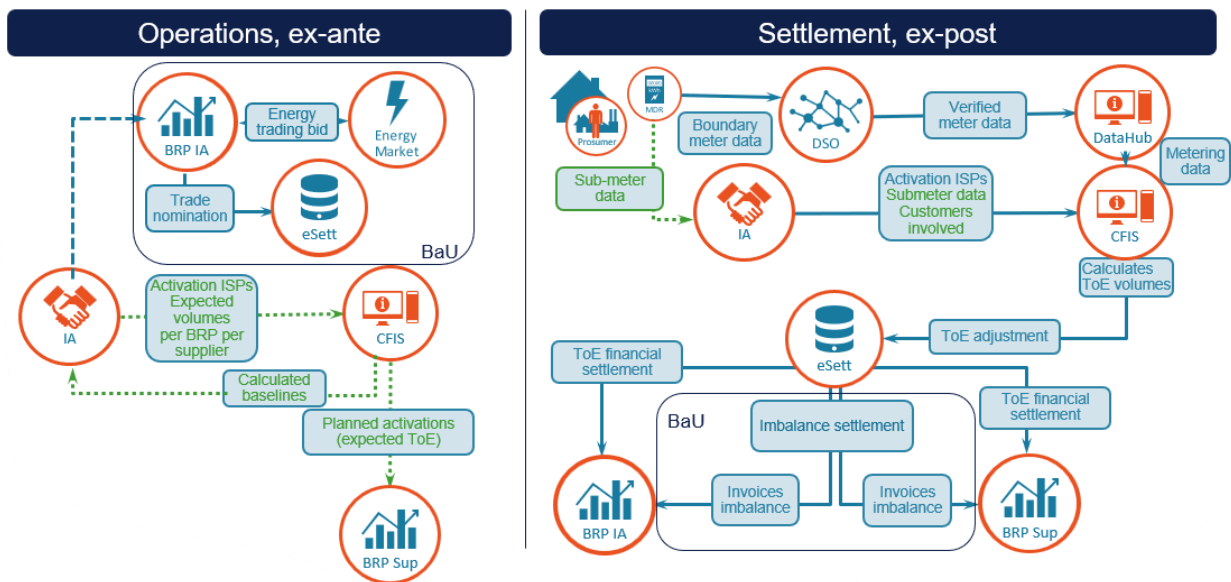 Operations, ex-ante
BRP IA
Energy
trading bid
Energy
Market
Trade
nomination
eSett
BaU
IA
Activation ISPs
Expected
volumes
per BRP per
supplier
CFIS
Calculated
baselines
Planned activations
(expected ToE)
BRP Sup
Settlement, ex-post
Prosumer
kWh
MDR
Boundary
meter data
DSO
Verified
meter data
DataHub
Metering
data
Sub-meter
data
IA
Activation ISPs
Submeter data
Customers
involved
CFIS
Calculates
ToE volumes
ToE adjustment
eSett
ToE financial
settlement
ToE financial
settlement
BaU
Imbalance settlement
Invoices
imbalance
Invoices
imbalance
BRP IA
BRP Sup